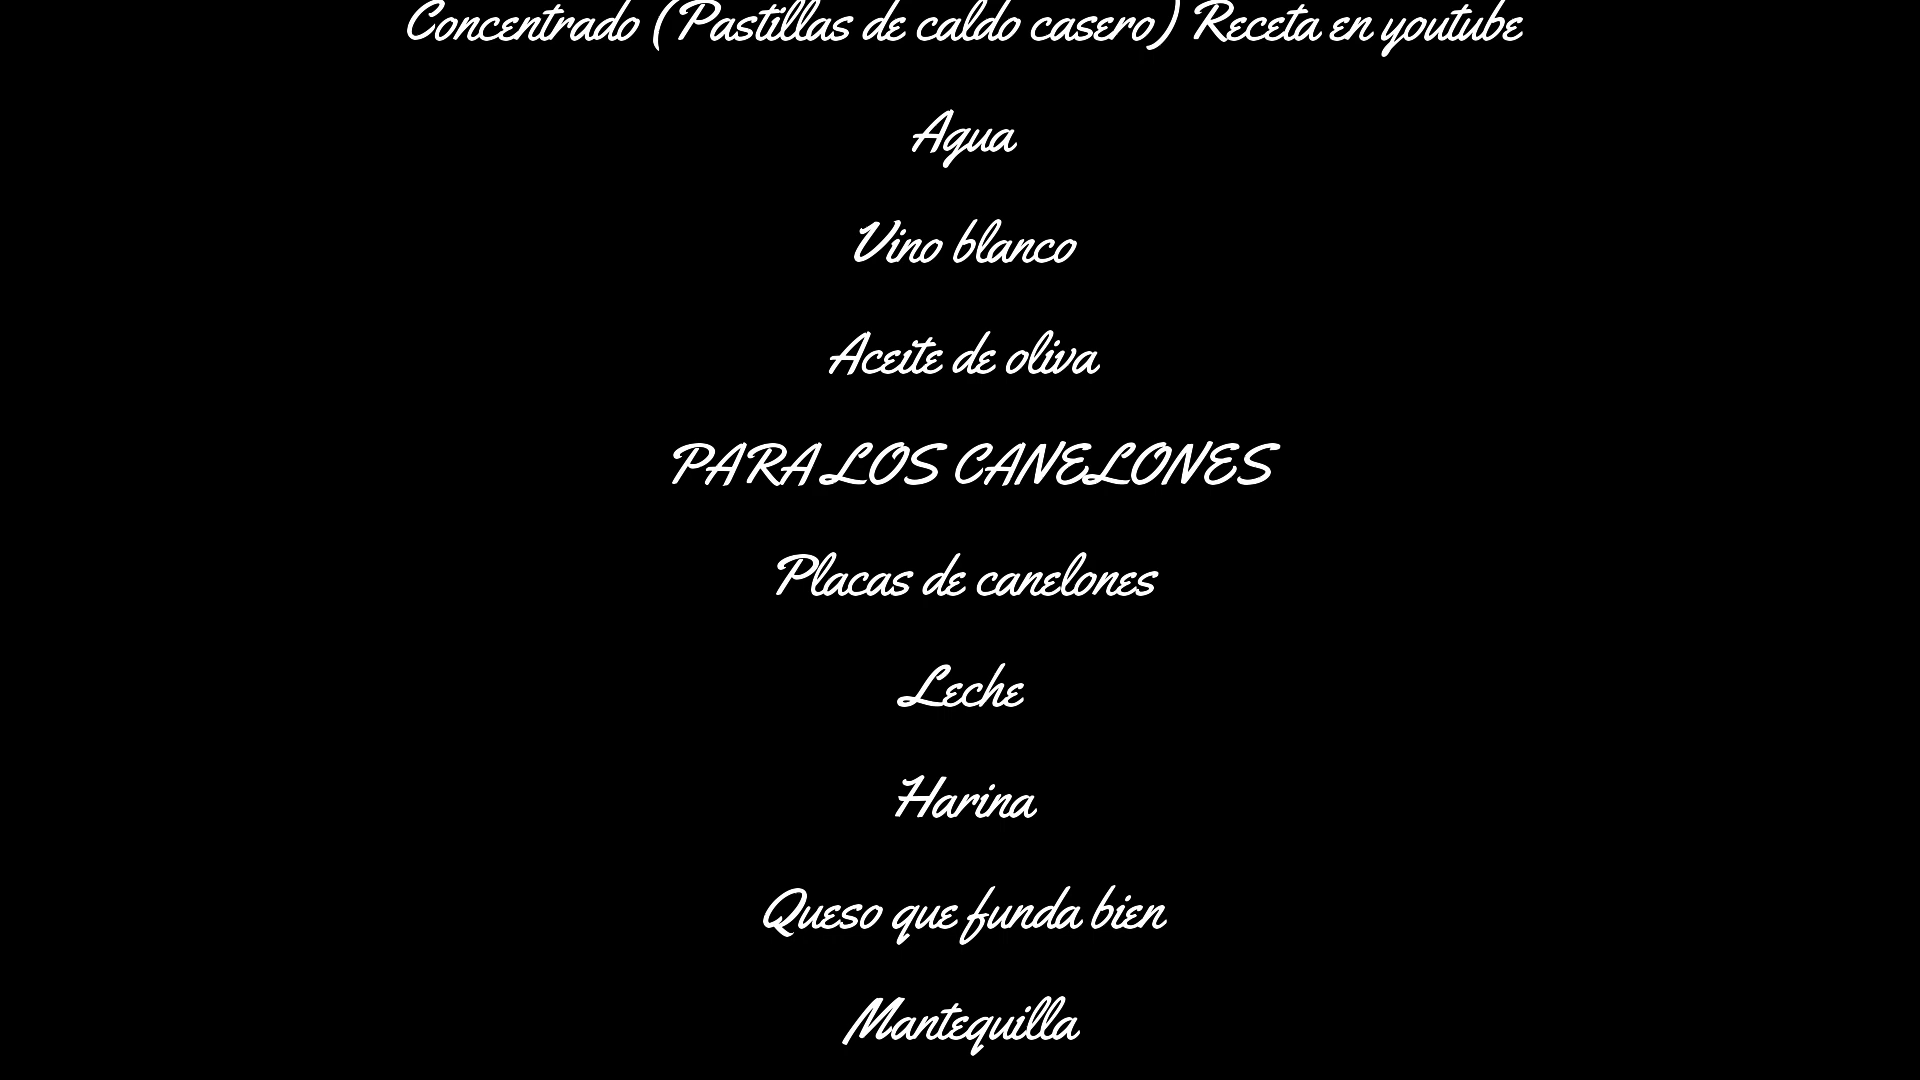 Concentrado (Pastillas de caldo casero) Receta en youtube
Agua
Vino blanco
Aceite de oliva
PARA LOS CANELONES
Placas de canelones
Leche
Harina
Queso que funda bien
Mantequilla